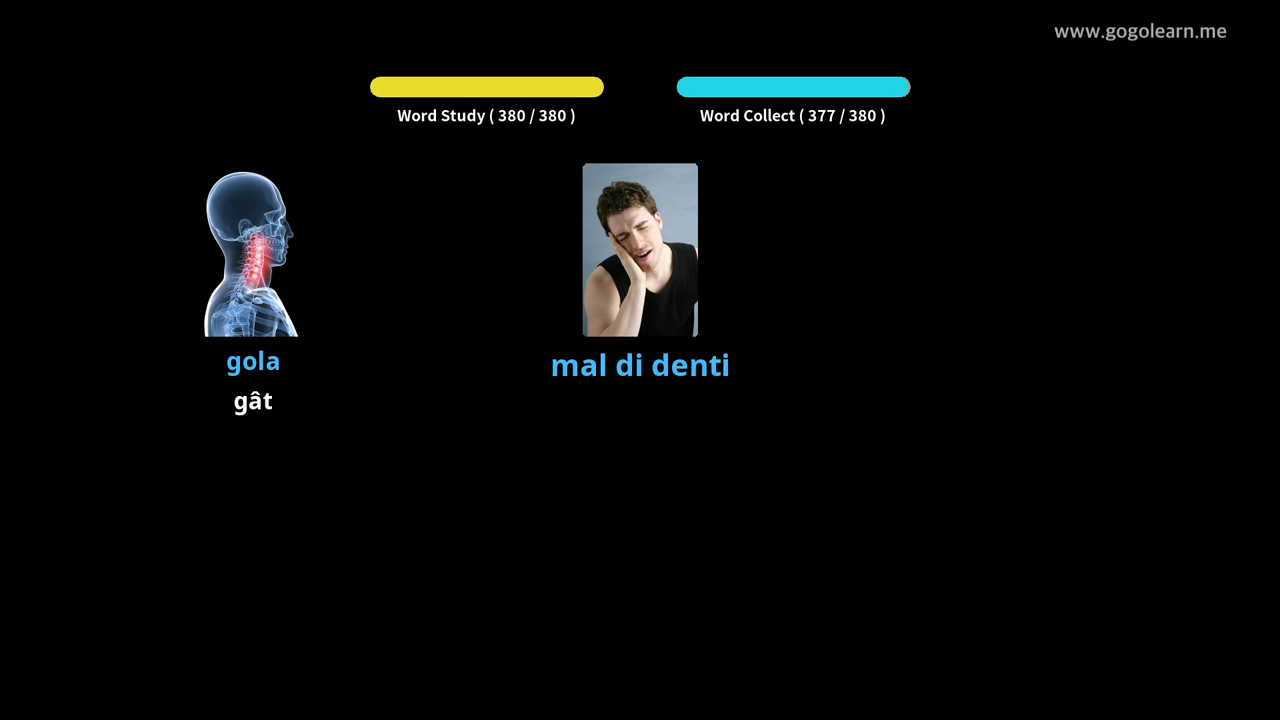 www.gogolearn.me
Word Study ( 380 / 380 )
Word Collect ( 377 / 380 )
gola
gât
mal di denti